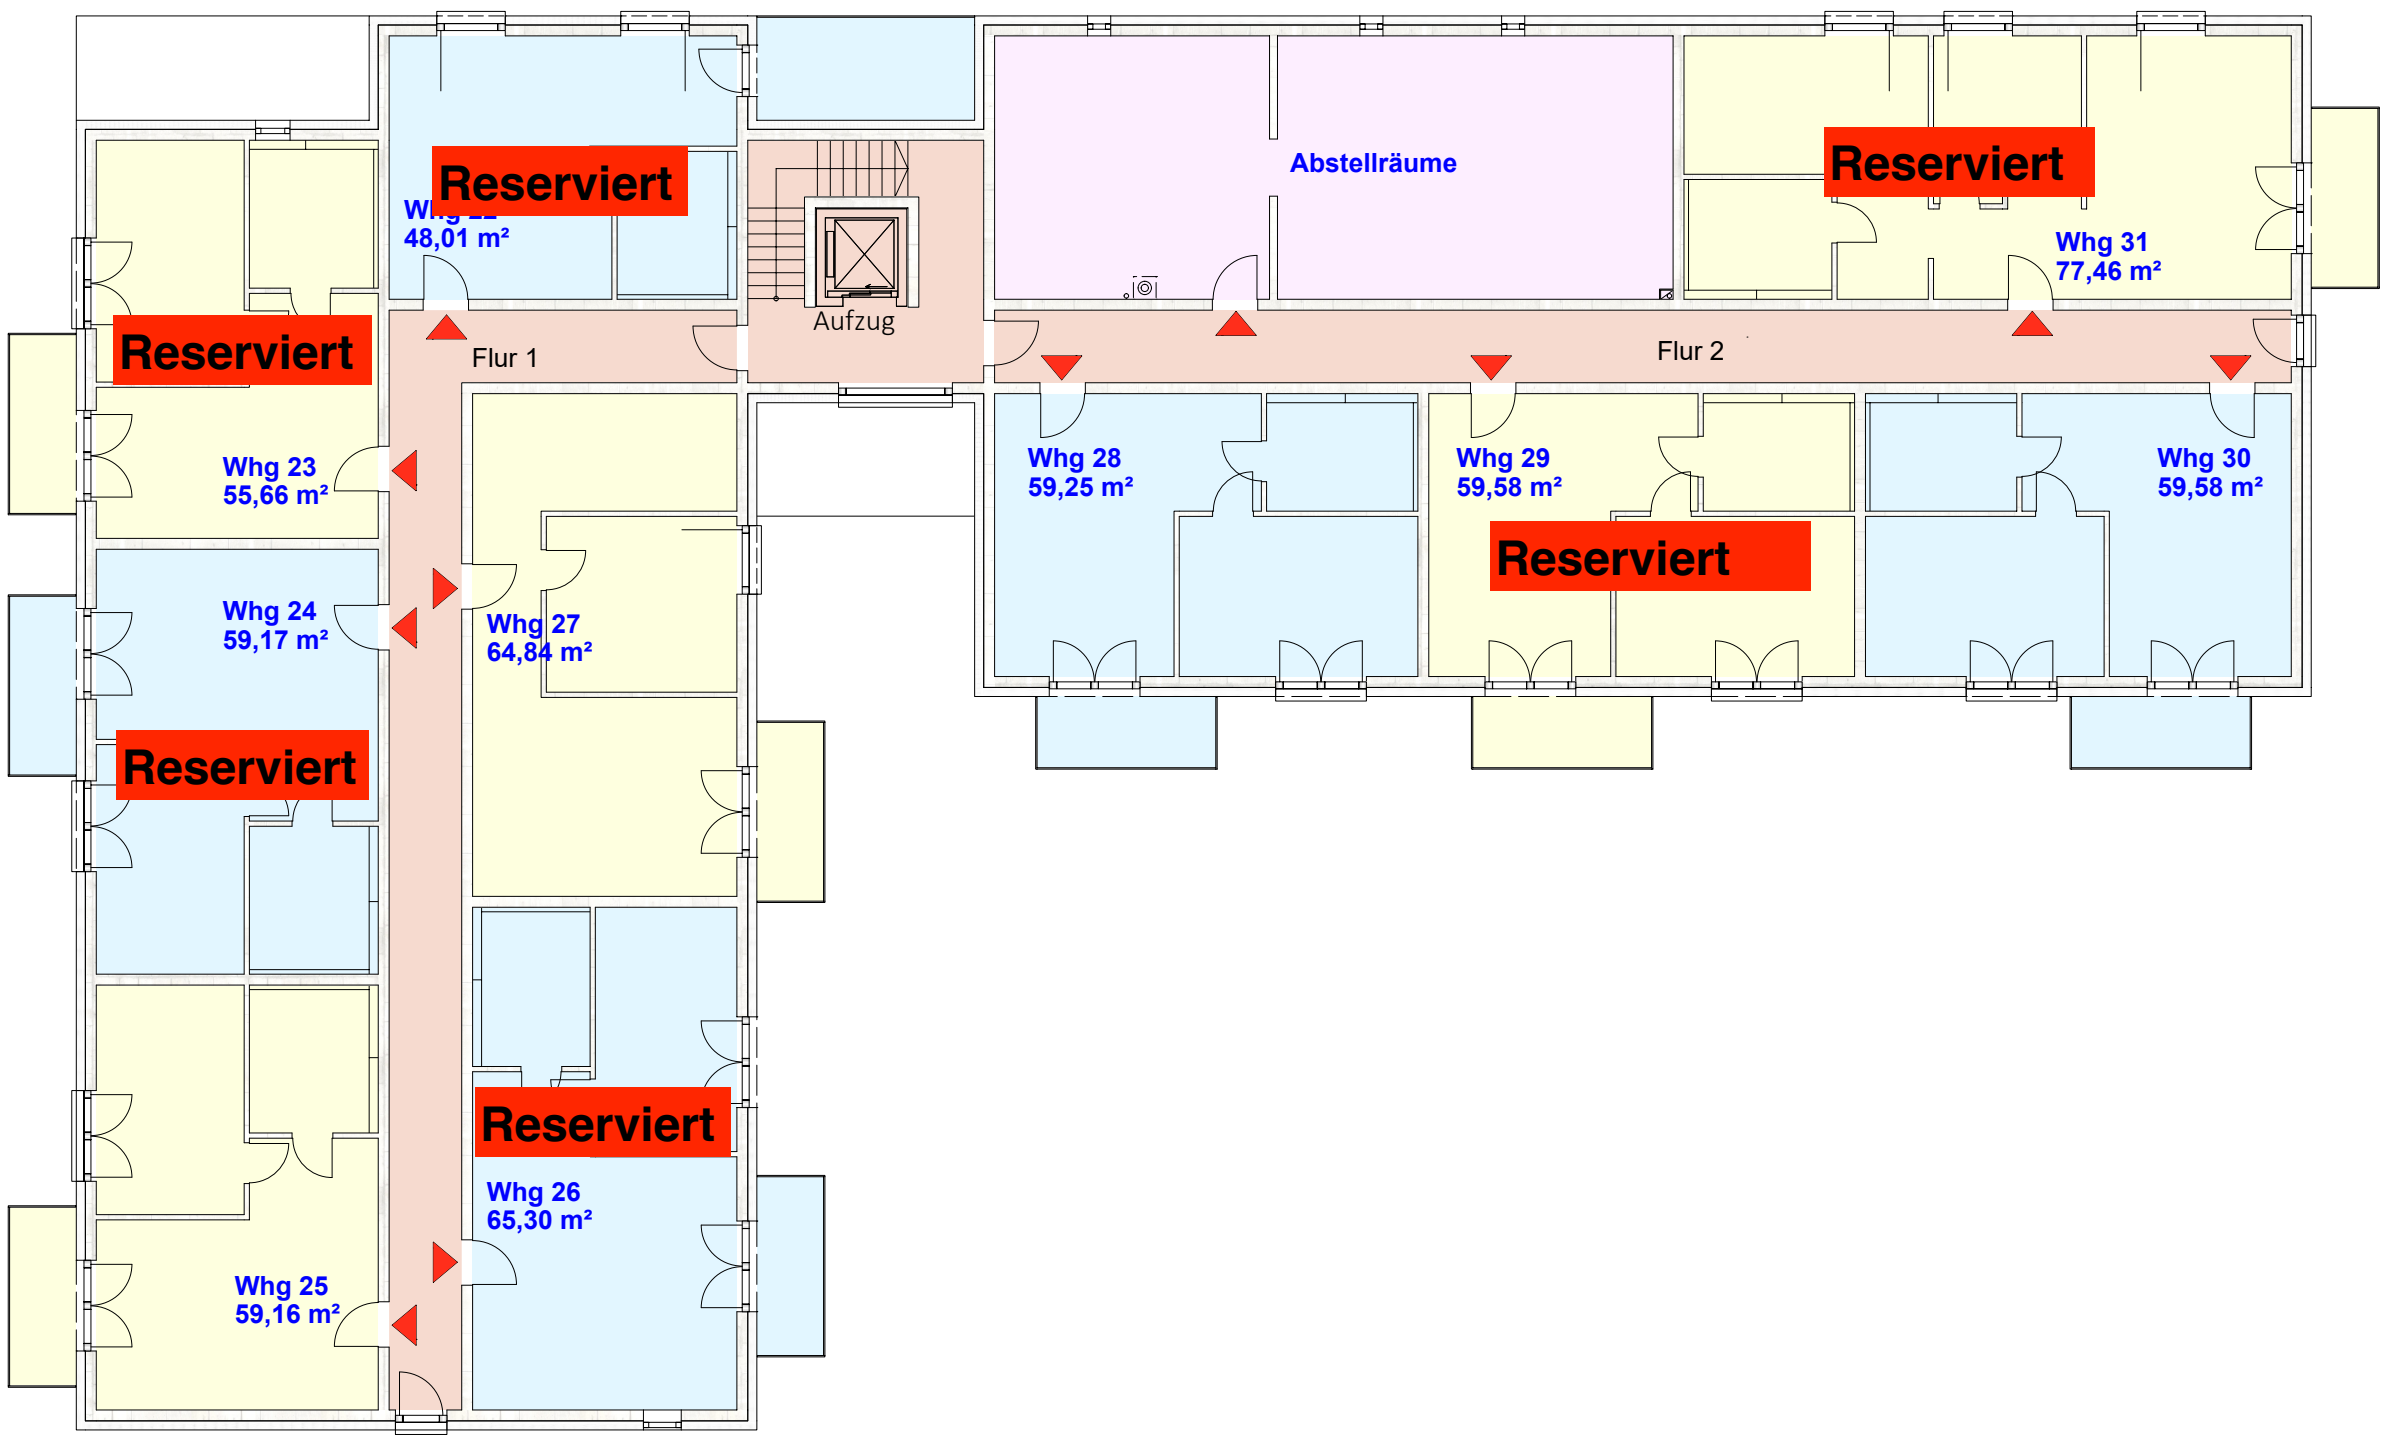 Reserviert
Whg 22
48,01 m²
Abstellräume
Reserviert
Whg 31
77,46 m²
Aufzug
Reserviert
Flur 1
Flur 2
Whg 23
55,66 m²
Whg 28
59,25 m²
Whg 29
59,58 m²
Whg 30
59,58 m²
Reserviert
Whg 24
59,17 m²
Whg 27
64,84 m²
Reserviert
Reserviert
Whg 26
65,30 m²
Whg 25
59,16 m²